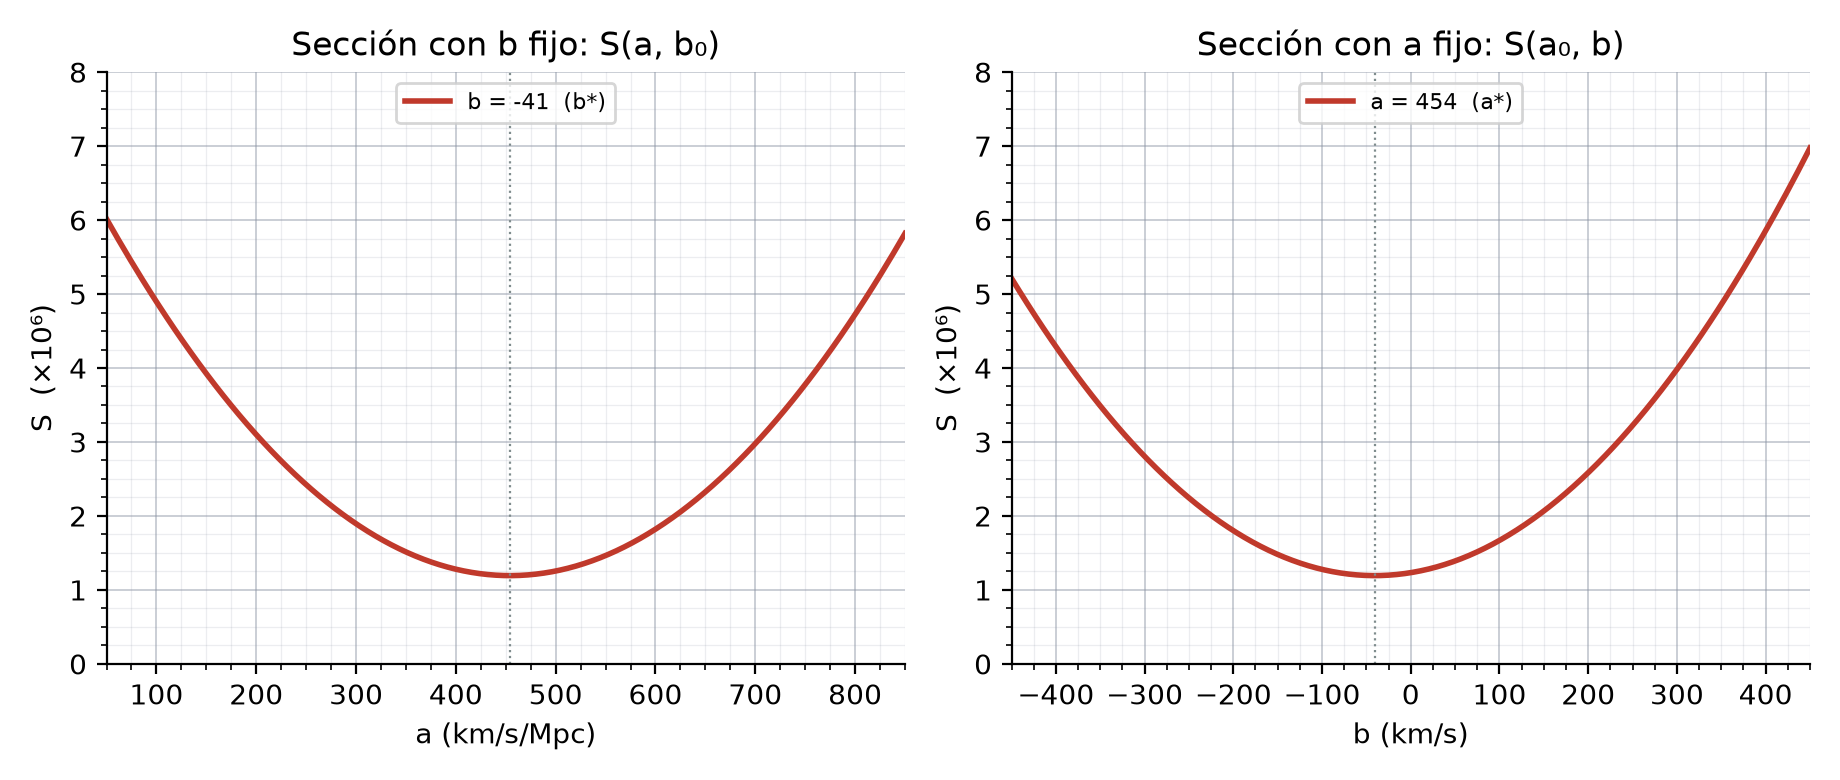 Sección con b fijo: S(a, b₀)
b = -41 (b*)
8
7
6
5
4
3
2
1
0
S (×10⁶)
100 200 300 400 500 600 700 800
a (km/s/Mpc)
Sección con a fijo: S(a₀, b)
a = 454 (a*)
8
7
6
5
4
3
2
1
0
S (×10⁶)
−400 −300 −200 −100 0 100 200 300 400
b (km/s)